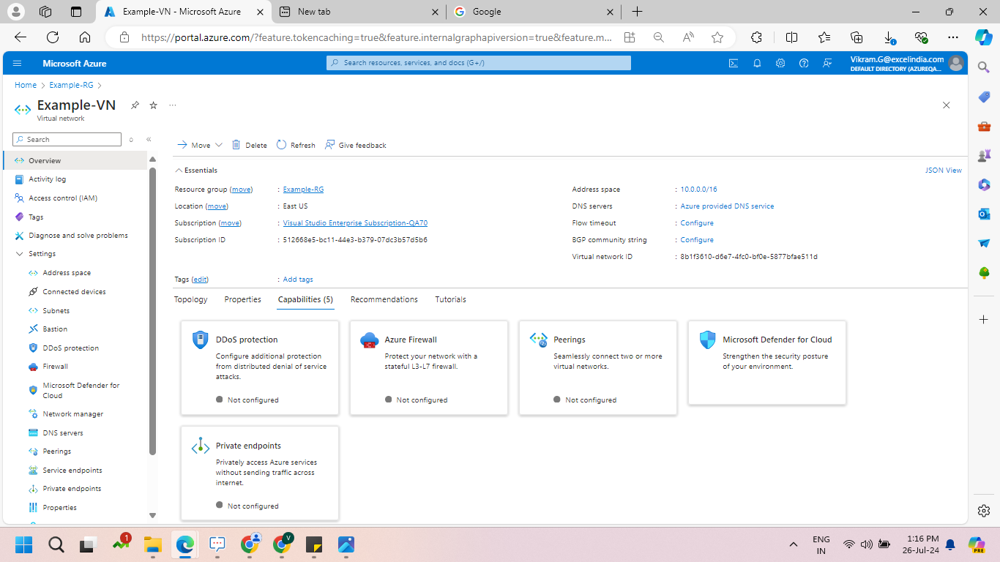 Example-VN - Microsoft Azure
New tab
Google
https://portal.azure.com/?feature.tokencaching=true&feature.internalgraphapiversion=true&feature.m...
Microsoft Azure
Search resources, services, and docs (G+/)
Vikram.G@excelindia.com
DEFAULT DIRECTORY (AZUREQA...
Home > Example-RG >
Example-VN
Virtual network
Search
Overview
Activity log
Access control (IAM)
Tags
Diagnose and solve problems
Settings
Address space
Connected devices
Subnets
Bastion
DDoS protection
Firewall
Microsoft Defender for
Cloud
Network manager
DNS servers
Peerings
Service endpoints
Private endpoints
Properties
Move
Delete
Refresh
Give feedback
Essentials
JSON View
Resource group (move) : Example-RG
Location (move) : East US
Subscription (move) : Visual Studio Enterprise Subscription-QA70
Subscription ID : 512668e5-bc11-44e3-b379-07dc3b57d5b6
Address space : 10.0.0.0/16
DNS servers : Azure provided DNS service
Flow timeout : Configure
BGP community string : Configure
Virtual network ID : 8b1f3610-d6e7-4fc0-bf0e-5877bfae511d
Tags (edit) : Add tags
Topology
Properties
Capabilities (5)
Recommendations
Tutorials
DDoS protection
Configure additional protection
from distributed denial of service
attacks.
Not configured
Azure Firewall
Protect your network with a
stateful L3-L7 firewall.
Not configured
Peerings
Seamlessly connect two or more
virtual networks.
Not configured
Microsoft Defender for Cloud
Strengthen the security posture
of your environment.
Private endpoints
Privately access Azure services
without sending traffic across
internet.
Not configured
1
V
ENG
IN
1:16 PM
26-Jul-24
PRE